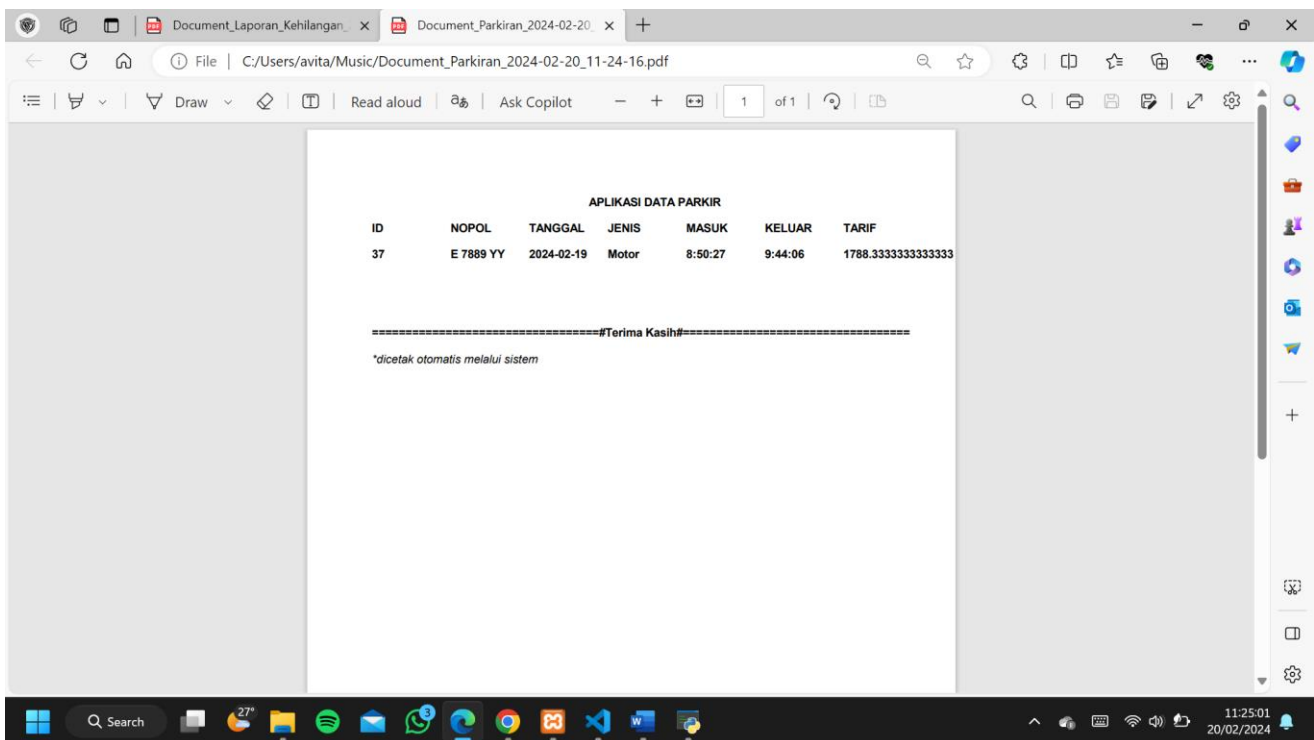 Document_Laporan_Kehilangan_
Document_Parkiran_2024-02-20_
File | C:/Users/avita/Music/Document_Parkiran_2024-02-20_11-24-16.pdf
Draw
Read aloud
Ask Copilot
1 of 1
APLIKASI DATA PARKIR
ID NOPOL TANGGAL JENIS MASUK KELUAR TARIF
37 E 7889 YY 2024-02-19 Motor 8:50:27 9:44:06 1788.3333333333333
==================================#Terima Kasih#==================================
*dicetak otomatis melalui sistem
Search
27°
3
11:25:01
20/02/2024